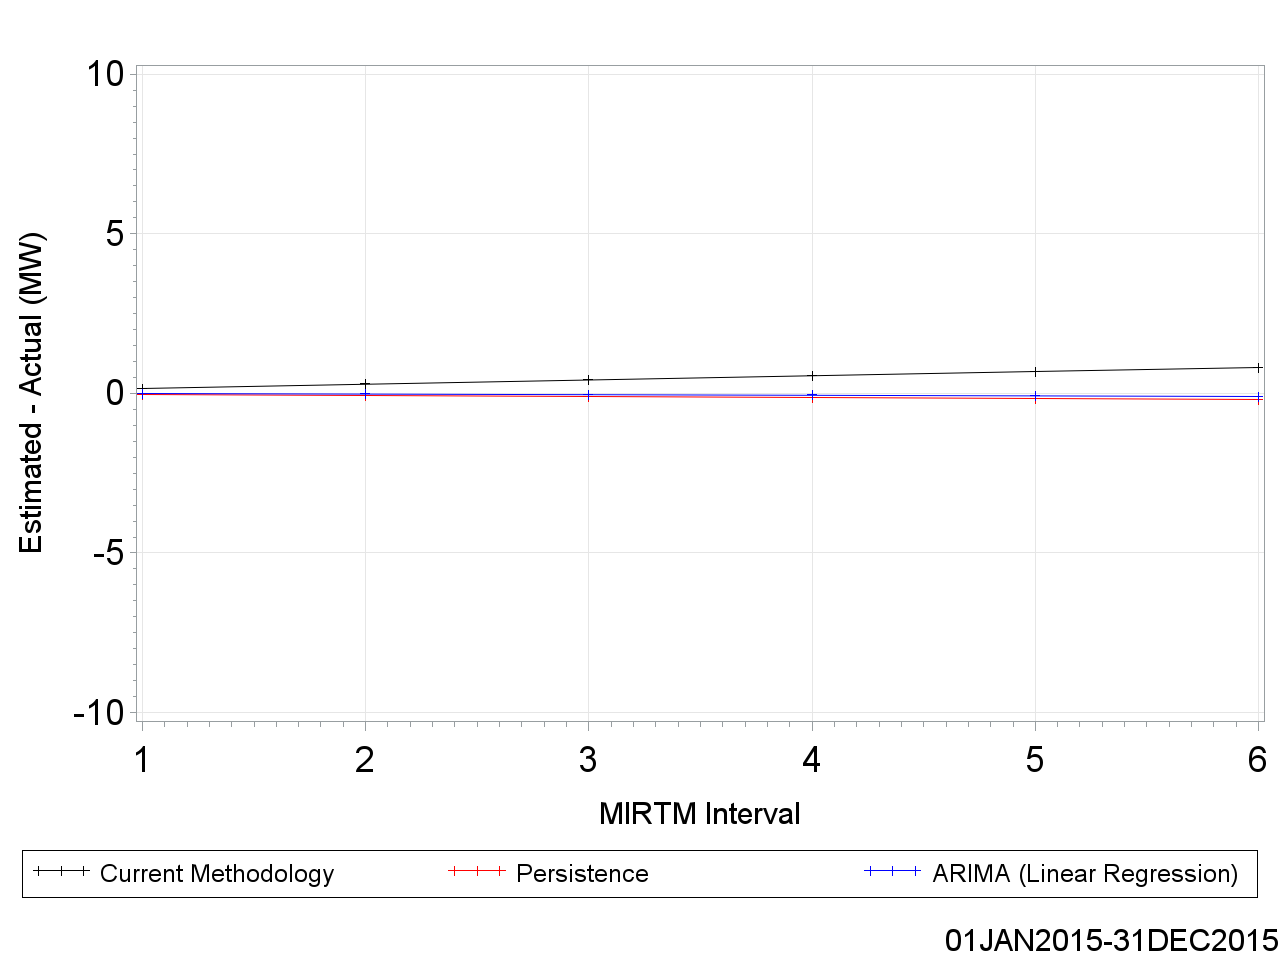 10
5
0
-5
-10
Estimated - Actual (MW)
1 2 3 4 5 6
MIRTM Interval
Current Methodology Persistence ARIMA (Linear Regression)
01JAN2015-31DEC2015